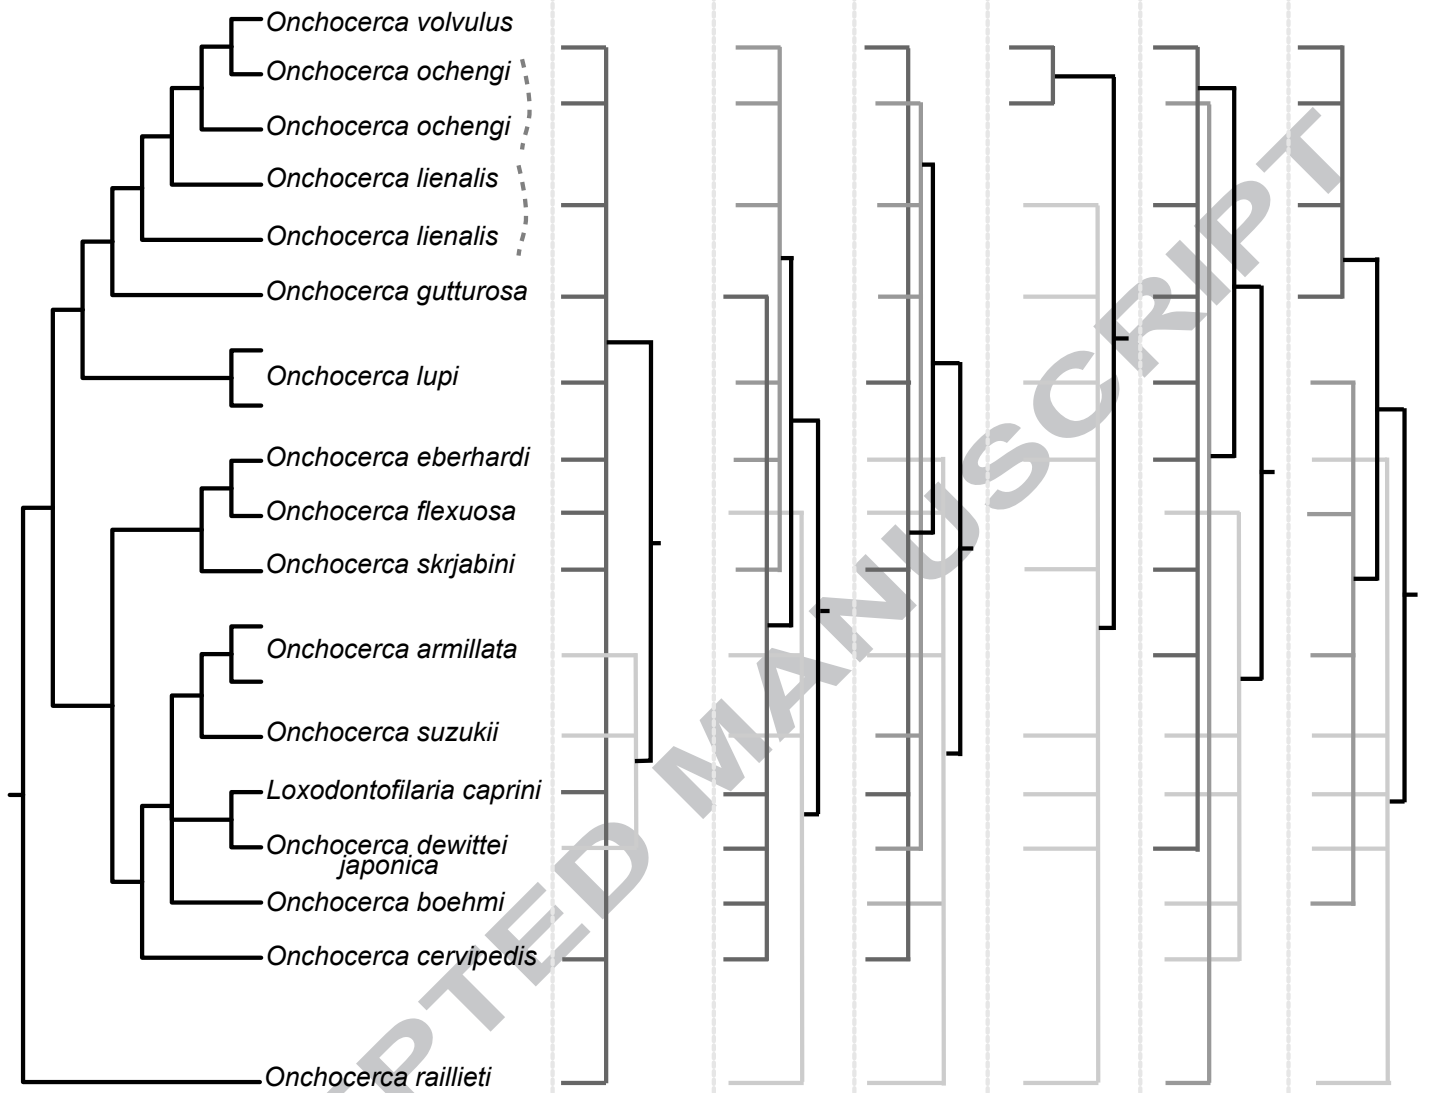 Onchocerca volvulus
Onchocerca ochengi
Onchocerca ochengi
Onchocerca lienalis
Onchocerca lienalis
Onchocerca gutturosa
Onchocerca lupi
Onchocerca eberhardi
Onchocerca flexuosa
Onchocerca skrjabini
Onchocerca armillata
Onchocerca suzukii
Loxodontofilaria caprini
Onchocerca dewittei
japonica
Onchocerca boehmi
Onchocerca cervipedis
Onchocerca raillieti
EPTED MANUSCRIPT